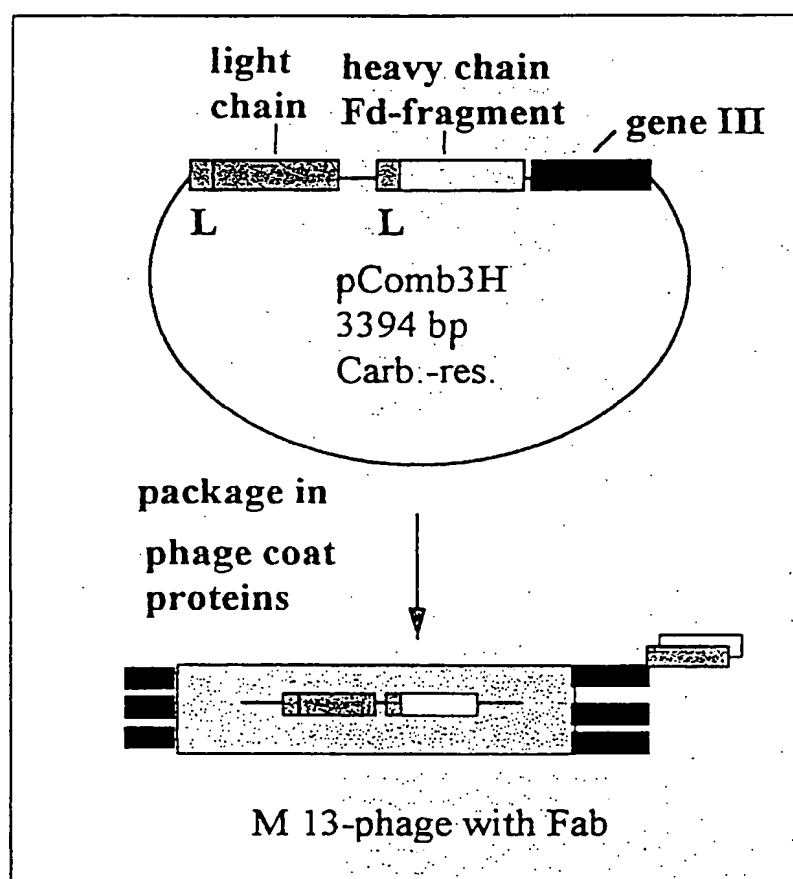 light
chain
heavy chain
Fd-fragment
gene III
L
L
pComb3H
3394 bp
Carb.-res.
package in
phage coat
proteins
M 13-phage with Fab